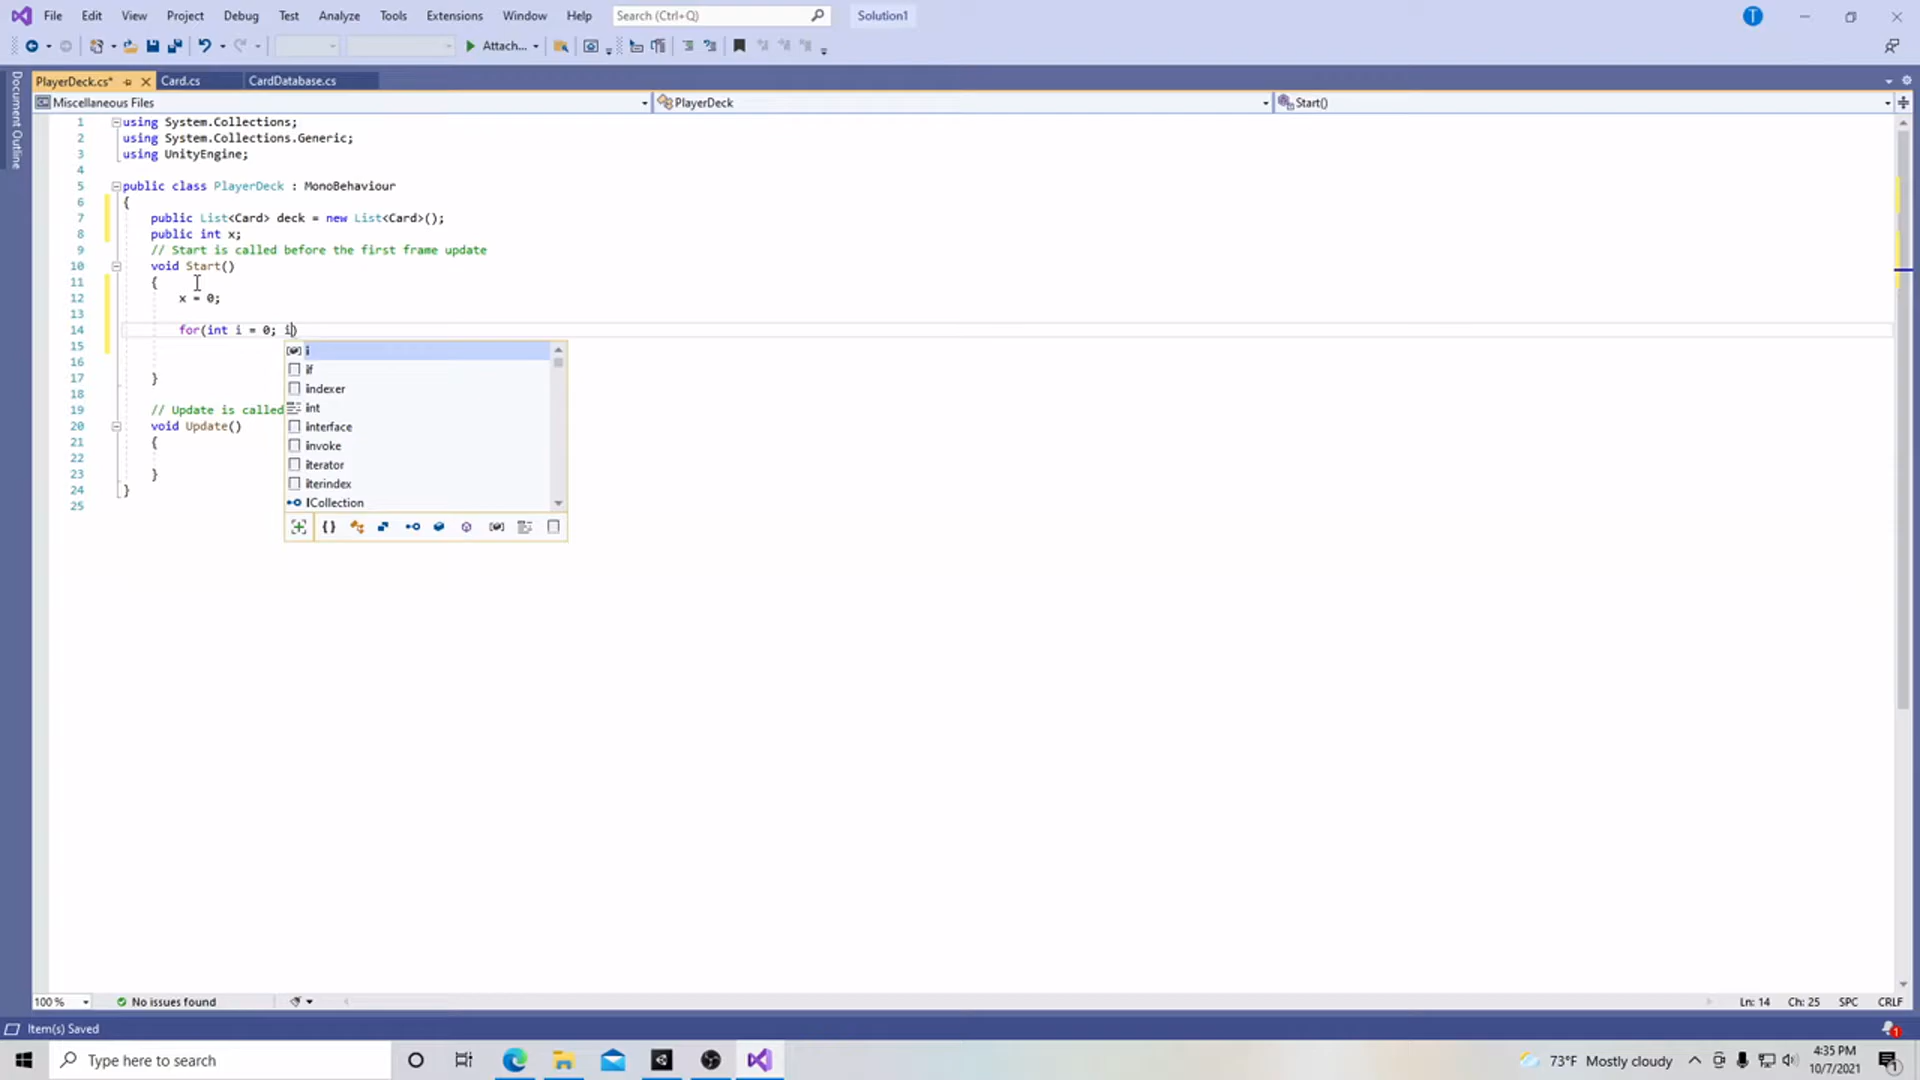 File Edit View Project Debug Test Analyze Tools Extensions Window Help Search (Ctrl+Q) Solution1 T
Attach...
PlayerDeck.cs* Card.cs CardDatabase.cs
Miscellaneous Files PlayerDeck Start()
Document Outline
1 using System.Collections;
2 using System.Collections.Generic;
3 using UnityEngine;
4
5 public class PlayerDeck : MonoBehaviour
6 {
7 public List<Card> deck = new List<Card>();
8 public int x;
9 // Start is called before the first frame update
10 void Start()
11 {
12 x = 0;
13
14 for(int i = 0; i)
15
16
17 }
18
19 // Update is called
20 void Update()
21 {
22
23 }
24 }
25
i
if
indexer
int
interface
invoke
iterator
iterindex
ICollection
100 % No issues found Ln: 14 Ch: 25 SPC CRLF
Item(s) Saved 1
Type here to search 73°F Mostly cloudy 4:35 PM
10/7/2021 1